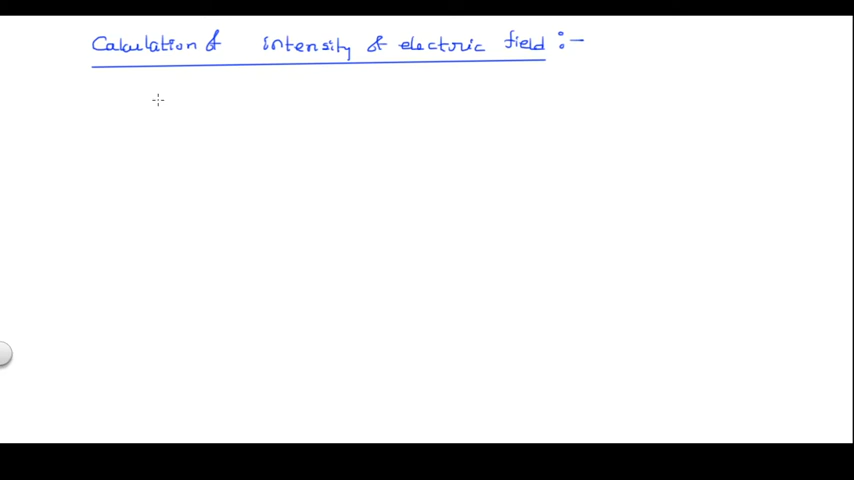 Calculation of intensity of electric field :-